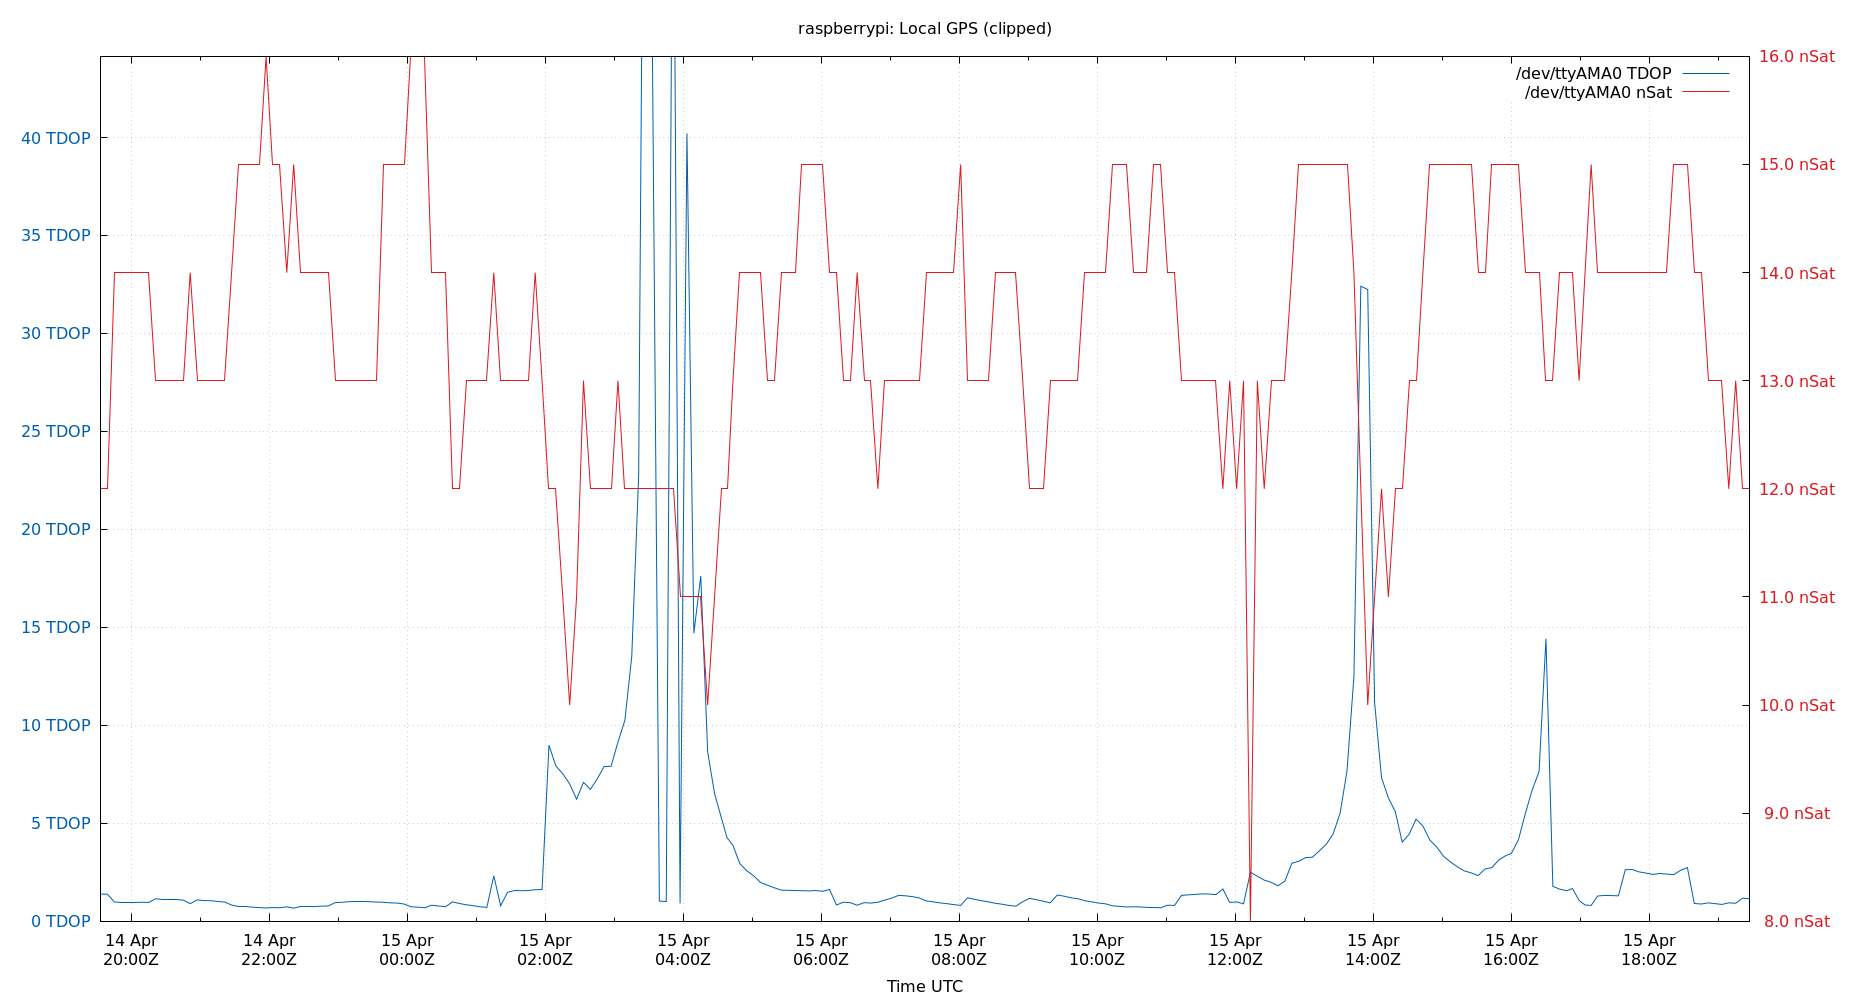 raspberrypi: Local GPS (clipped)
/dev/ttyAMA0 TDOP
/dev/ttyAMA0 nSat
40 TDOP
35 TDOP
30 TDOP
25 TDOP
20 TDOP
15 TDOP
10 TDOP
5 TDOP
0 TDOP
16.0 nSat
15.0 nSat
14.0 nSat
13.0 nSat
12.0 nSat
11.0 nSat
10.0 nSat
9.0 nSat
8.0 nSat
14 Apr
20:00Z
14 Apr
22:00Z
15 Apr
00:00Z
15 Apr
02:00Z
15 Apr
04:00Z
15 Apr
06:00Z
15 Apr
08:00Z
15 Apr
10:00Z
15 Apr
12:00Z
15 Apr
14:00Z
15 Apr
16:00Z
15 Apr
18:00Z
Time UTC